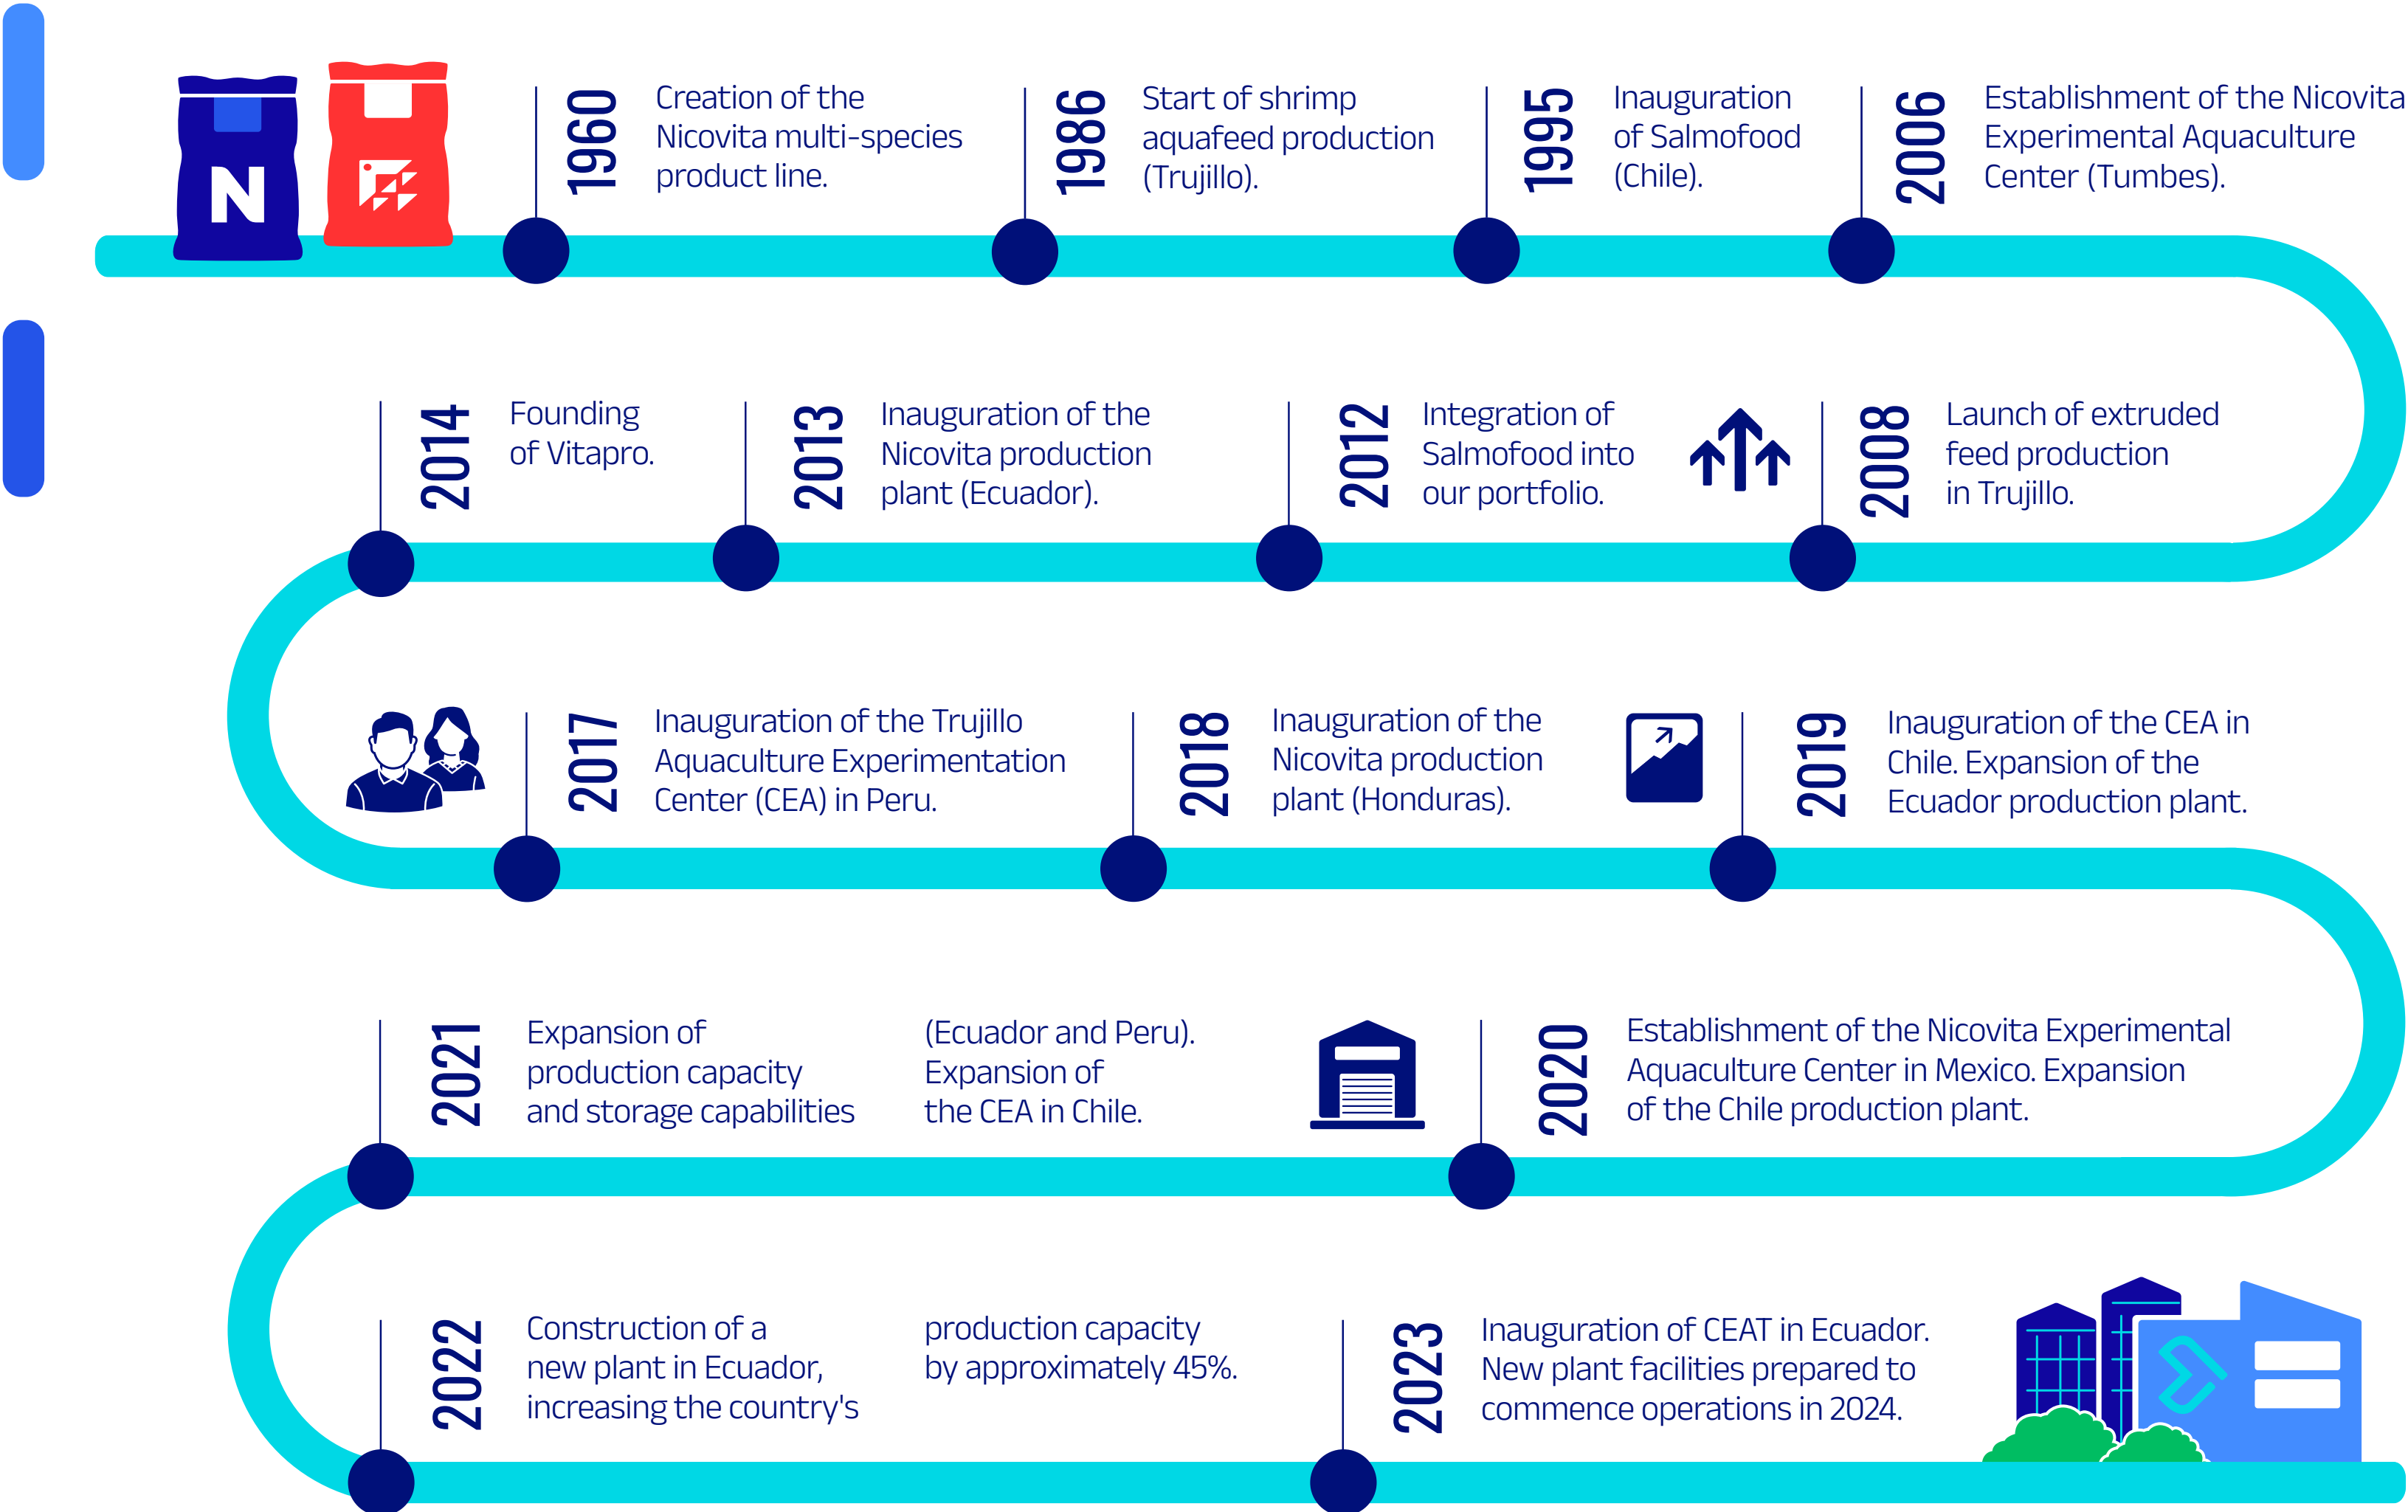 N
1960
Creation of the
Nicovita multi-species
product line.
1986
Start of shrimp
aquafeed production
(Trujillo).
1995
Inauguration
of Salmofood
(Chile).
2006
Establishment of the Nicovita
Experimental Aquaculture
Center (Tumbes).
2014
Founding
of Vitapro.
2013
Inauguration of the
Nicovita production
plant (Ecuador).
2012
Integration of
Salmofood into
our portfolio.
2008
Launch of extruded
feed production
in Trujillo.
2017
Inauguration of the Trujillo
Aquaculture Experimentation
Center (CEA) in Peru.
2018
Inauguration of the
Nicovita production
plant (Honduras).
2019
Inauguration of the CEA in
Chile. Expansion of the
Ecuador production plant.
2021
Expansion of
production capacity
and storage capabilities
(Ecuador and Peru).
Expansion of
the CEA in Chile.
2020
Establishment of the Nicovita Experimental
Aquaculture Center in Mexico. Expansion
of the Chile production plant.
2022
Construction of a
new plant in Ecuador,
increasing the country's
production capacity
by approximately 45%.
2023
Inauguration of CEAT in Ecuador.
New plant facilities prepared to
commence operations in 2024.